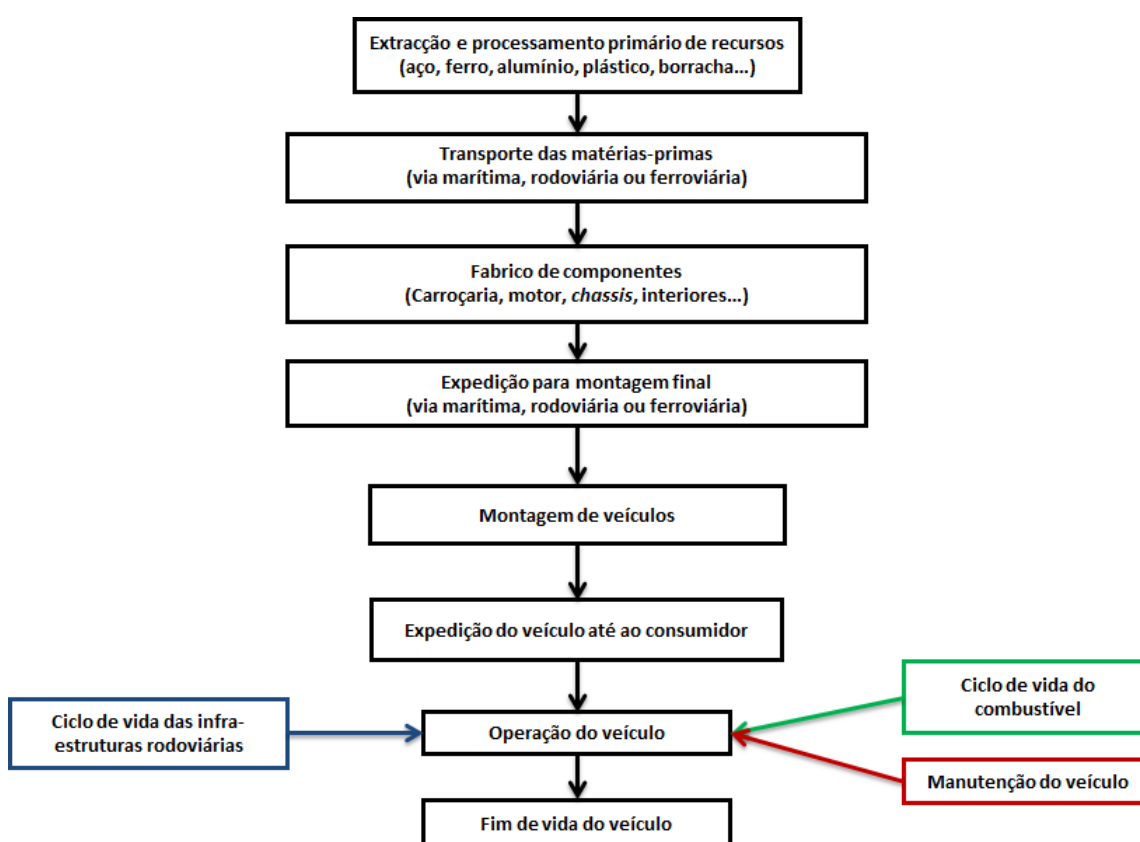 Extracção e processamento primário de recursos
(aço, ferro, alumínio, plástico, borracha...)
Transporte das matérias-primas
(via marítima, rodoviária ou ferroviária)
Fabrico de componentes
(Carroçaria, motor, chassis, interiores...)
Expedição para montagem final
(via marítima, rodoviária ou ferroviária)
Montagem de veículos
Expedição do veículo até ao consumidor
Ciclo de vida das infra-
estruturas rodoviárias
Operação do veículo
Ciclo de vida do
combustível
Manutenção do veículo
Fim de vida do veículo